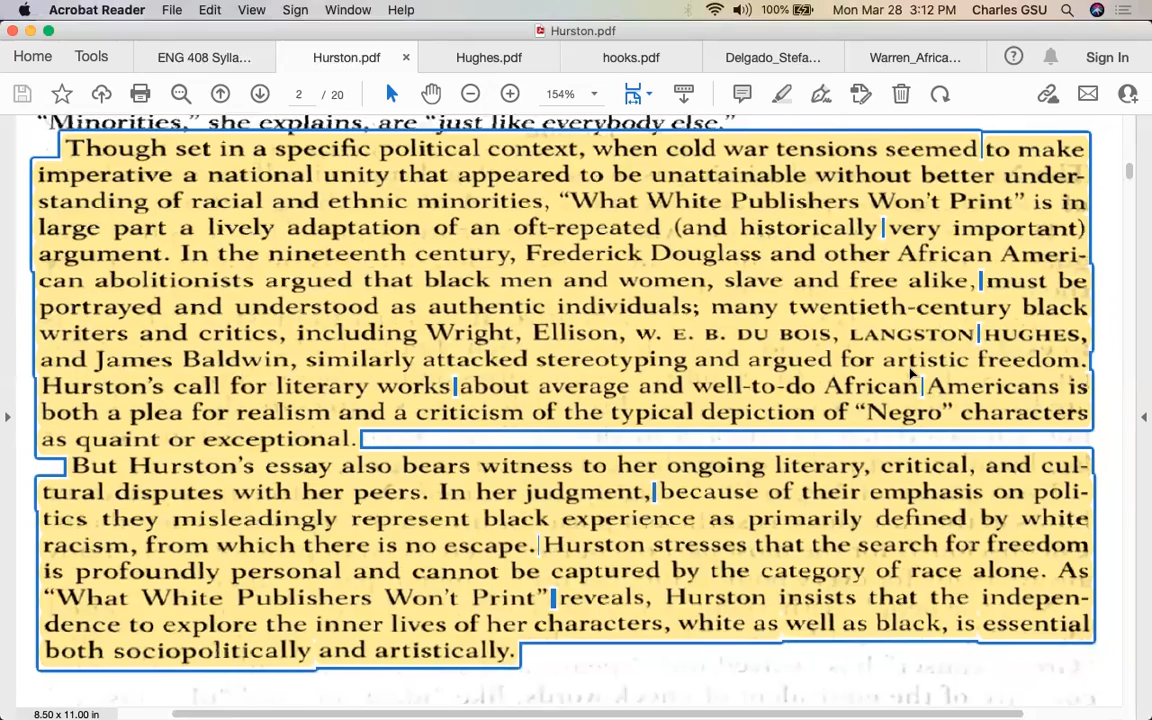 Acrobat Reader File Edit View Sign Window Help 100% Mon Mar 28 3:12 PM Charles GSU
Hurston.pdf
Home Tools ENG 408 Sylla... Hurston.pdf × Hughes.pdf hooks.pdf Delgado_Stefa... Warren_Africa... Sign In
2 / 20 154%
“Minorities,” she explains, are “just like everybody else.”
Though set in a specific political context, when cold war tensions seemed to make
imperative a national unity that appeared to be unattainable without better under-
standing of racial and ethnic minorities, “What White Publishers Won’t Print” is in
large part a lively adaptation of an oft-repeated (and historically very important)
argument. In the nineteenth century, Frederick Douglass and other African Ameri-
can abolitionists argued that black men and women, slave and free alike, must be
portrayed and understood as authentic individuals; many twentieth-century black
writers and critics, including Wright, Ellison, W. E. B. DU BOIS, LANGSTON HUGHES,
and James Baldwin, similarly attacked stereotyping and argued for artistic freedom.
Hurston’s call for literary works about average and well-to-do African Americans is
both a plea for realism and a criticism of the typical depiction of “Negro” characters
as quaint or exceptional.
But Hurston’s essay also bears witness to her ongoing literary, critical, and cul-
tural disputes with her peers. In her judgment, because of their emphasis on poli-
tics they misleadingly represent black experience as primarily defined by white
racism, from which there is no escape. Hurston stresses that the search for freedom
is profoundly personal and cannot be captured by the category of race alone. As
“What White Publishers Won’t Print” reveals, Hurston insists that the indepen-
dence to explore the inner lives of her characters, white as well as black, is essential
both sociopolitically and artistically.
8.50 x 11.00 in